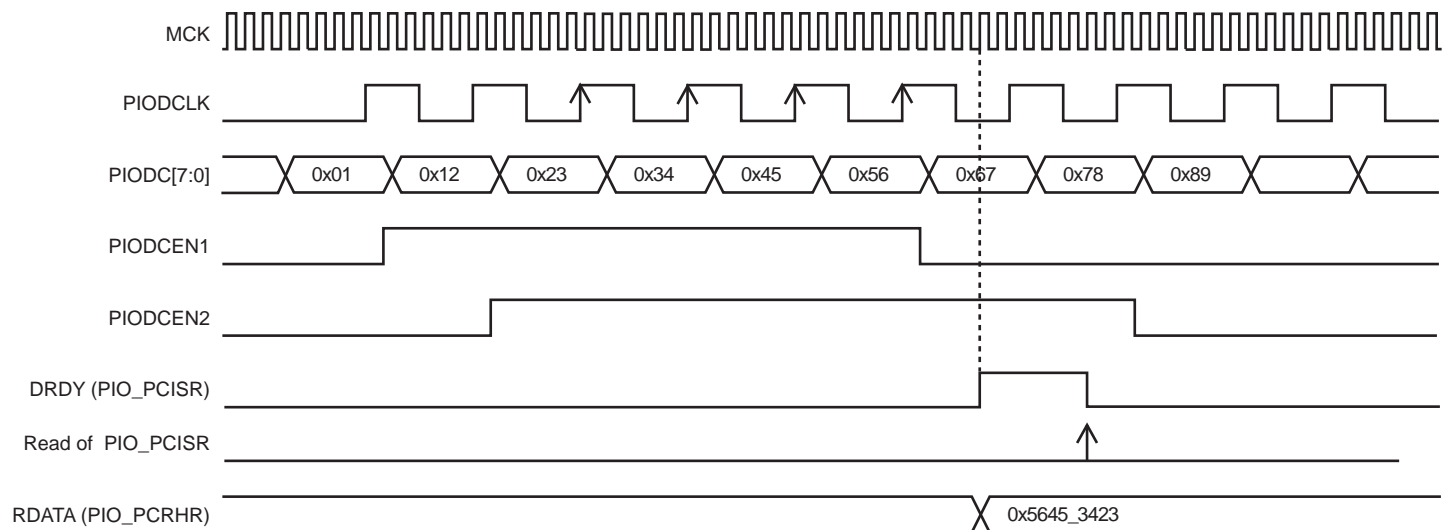 MCK
PIODCLK
PIODC[7:0] 0x01 0x12 0x23 0x34 0x45 0x56 0x67 0x78 0x89
PIODCEN1
PIODCEN2
DRDY (PIO_PCISR)
Read of PIO_PCISR
RDATA (PIO_PCRHR) 0x5645_3423